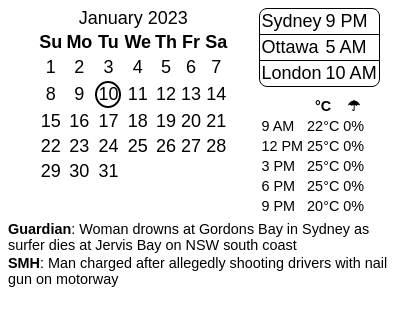 January 2023
Su Mo Tu We Th Fr Sa
1 2 3 4 5 6 7
8 9 10 11 12 13 14
15 16 17 18 19 20 21
22 23 24 25 26 27 28
29 30 31
Sydney 9 PM
Ottawa 5 AM
London 10 AM
°C ☂
9 AM 22°C 0%
12 PM 25°C 0%
3 PM 25°C 0%
6 PM 25°C 0%
9 PM 20°C 0%
Guardian: Woman drowns at Gordons Bay in Sydney as
surfer dies at Jervis Bay on NSW south coast
SMH: Man charged after allegedly shooting drivers with nail
gun on motorway